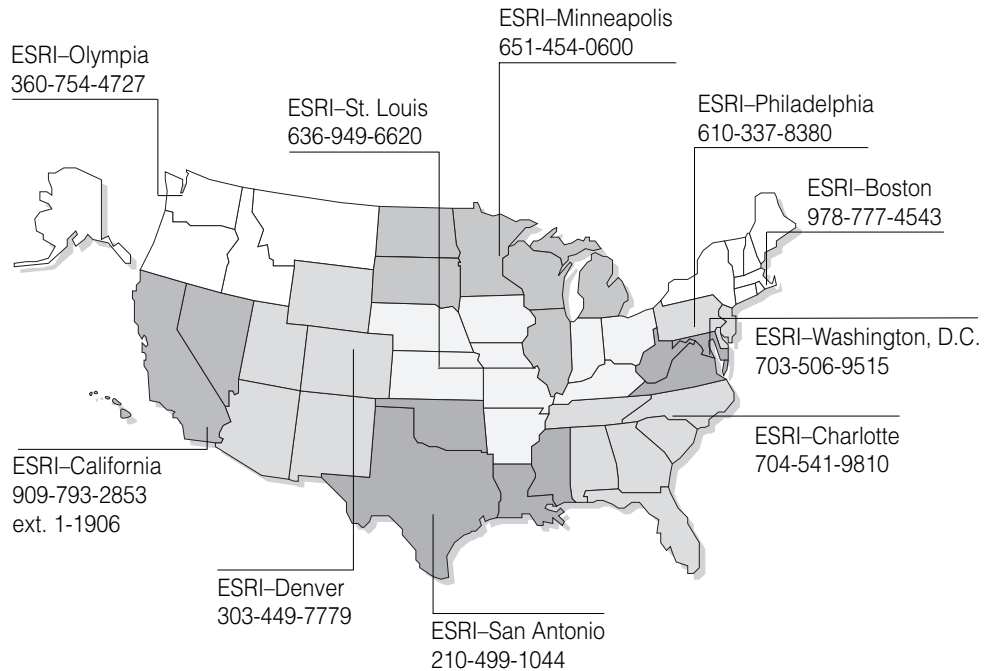 ESRI–Minneapolis
651-454-0600
ESRI–Olympia
360-754-4727
ESRI–St. Louis
636-949-6620
ESRI–Philadelphia
610-337-8380
ESRI–Boston
978-777-4543
ESRI–Washington, D.C.
703-506-9515
ESRI–Charlotte
704-541-9810
ESRI–California
909-793-2853
ext. 1-1906
ESRI–Denver
303-449-7779
ESRI–San Antonio
210-499-1044